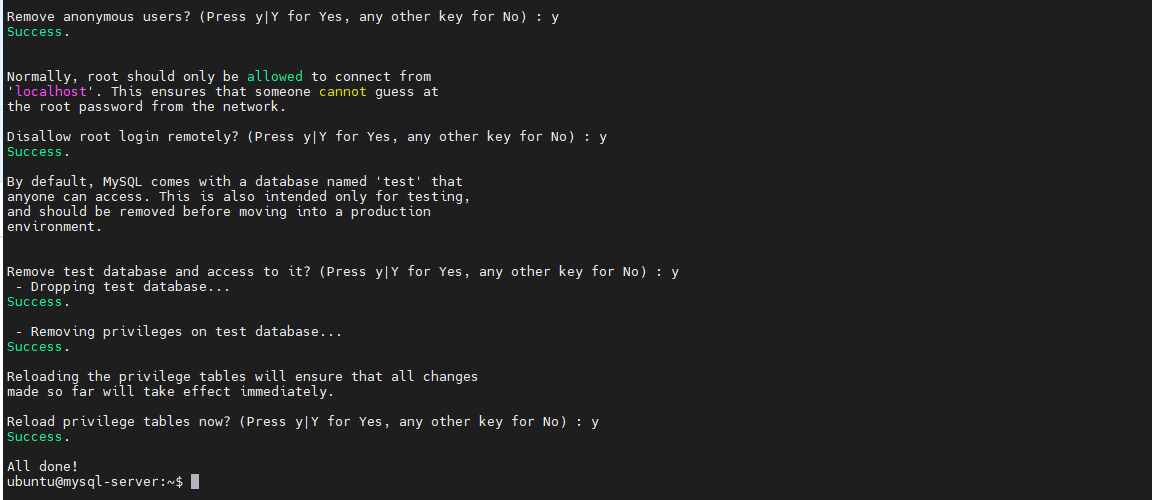 Remove anonymous users? (Press y|Y for Yes, any other key for No) : y
Success.
Normally, root should only be allowed to connect from
'localhost'. This ensures that someone cannot guess at
the root password from the network.
Disallow root login remotely? (Press y|Y for Yes, any other key for No) : y
Success.
By default, MySQL comes with a database named 'test' that
anyone can access. This is also intended only for testing,
and should be removed before moving into a production
environment.
Remove test database and access to it? (Press y|Y for Yes, any other key for No) : y
- Dropping test database...
Success.
- Removing privileges on test database...
Success.
Reloading the privilege tables will ensure that all changes
made so far will take effect immediately.
Reload privilege tables now? (Press y|Y for Yes, any other key for No) : y
Success.
All done!
ubuntu@mysql-server:~$